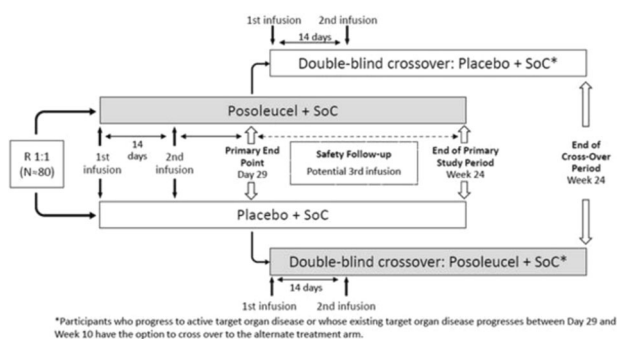 1st infusion 2nd infusion
14 days
Double-blind crossover: Placebo + SoC*
Posoleucel + SoC
R 1:1
(N=80)
1st
infusion
14
days
2nd
infusion
Primary End
Point
Day 29
Safety Follow-up
Potential 3rd infusion
End of Primary
Study Period
Week 24
End of
Cross-Over
Period
Week 24
Placebo + SoC
Double-blind crossover: Posoleucel + SoC*
14 days
1st infusion 2nd infusion
*Participants who progress to active target organ disease or whose existing target organ disease progresses between Day 29 and
Week 10 have the option to cross over to the alternate treatment arm.